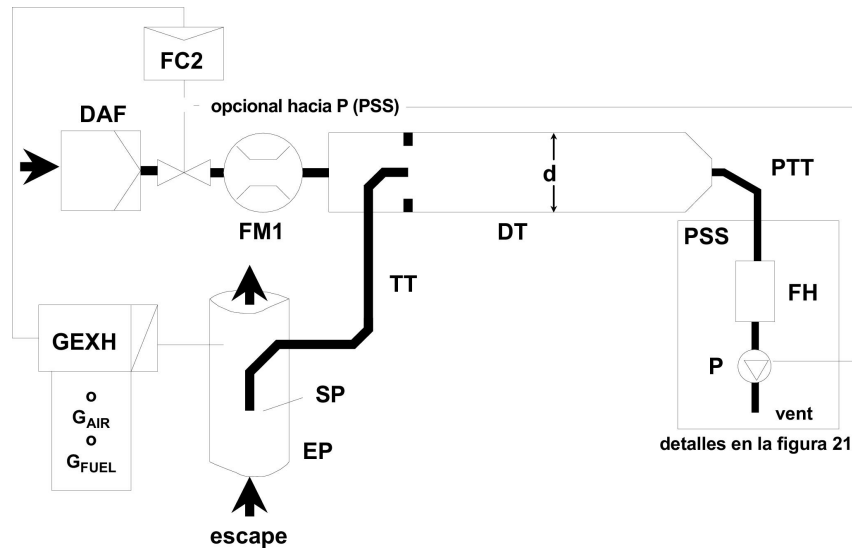 FC2
opcional hacia P (PSS)
DAF
d
PTT
FM1
DT
PSS
TT
FH
GEXH
P
SP
o
GAIR
o
GFUEL
vent
EP
detalles en la figura 21
escape